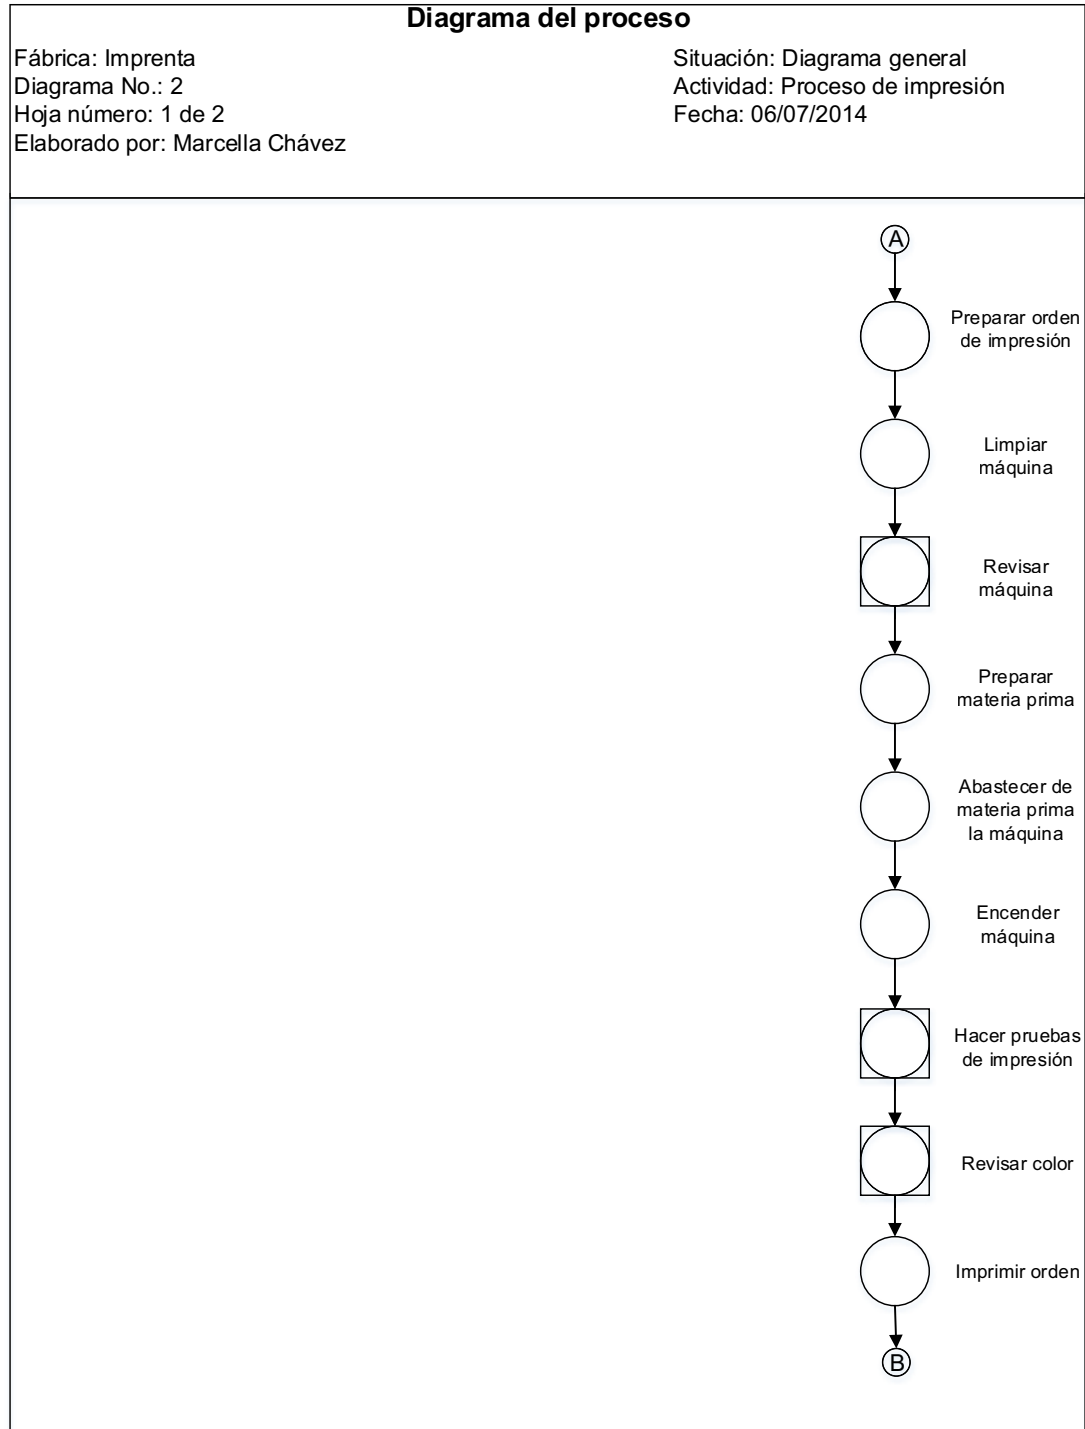 Diagrama del proceso
Fábrica: Imprenta
Diagrama No.: 2
Hoja número: 1 de 2
Elaborado por: Marcella Chávez
Situación: Diagrama general
Actividad: Proceso de impresión
Fecha: 06/07/2014
A
Preparar orden
de impresión
Limpiar
máquina
Revisar
máquina
Preparar
materia prima
Abastecer de
materia prima
la máquina
Encender
máquina
Hacer pruebas
de impresión
Revisar color
Imprimir orden
B